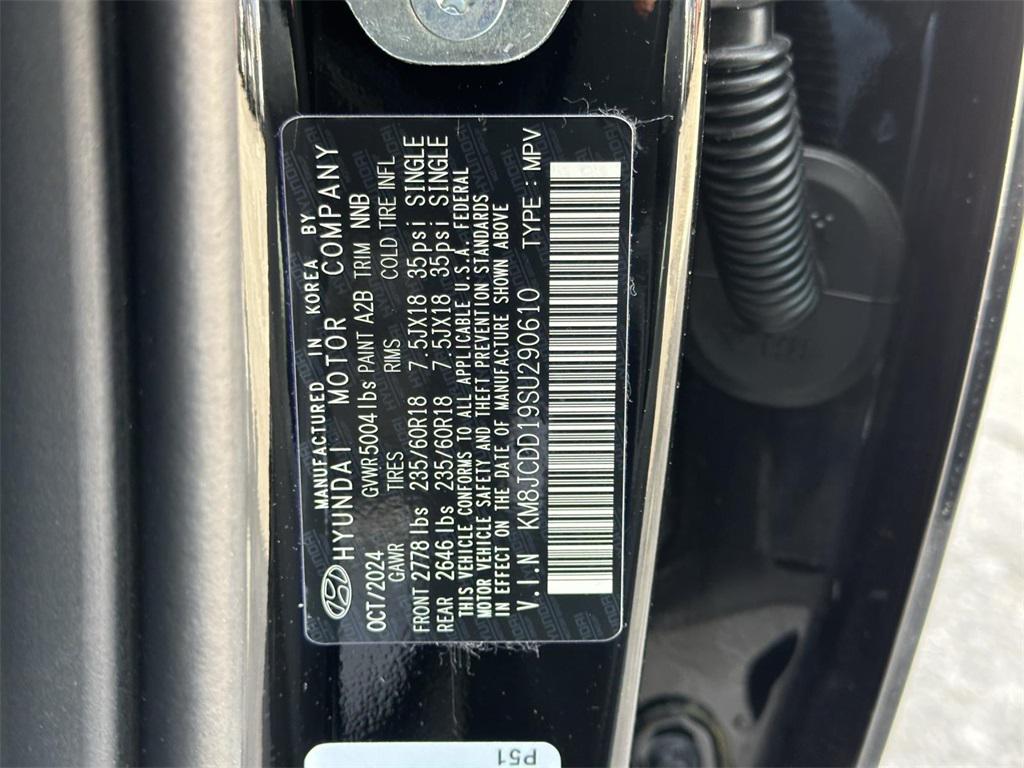 MANUFACTURED IN KOREA BY
HYUNDAI MOTOR COMPANY
OCT/2024 GVWR5004lbs PAINT A2B TRIM NNB
GAWR TIRES RIMS COLD TIRE INFL
FRONT 2778lbs 235/60R18 7.5JX18 35psi SINGLE
REAR 2646lbs 235/60R18 7.5JX18 35psi SINGLE
THIS VEHICLE CONFORMS TO ALL APPLICABLE U.S.A. FEDERAL
MOTOR VEHICLE SAFETY AND THEFT PREVENTION STANDARDS
IN EFFECT ON THE DATE OF MANUFACTURE SHOWN ABOVE
V.I.N KM8JCDD19SU290610 TYPE : MPV
P51